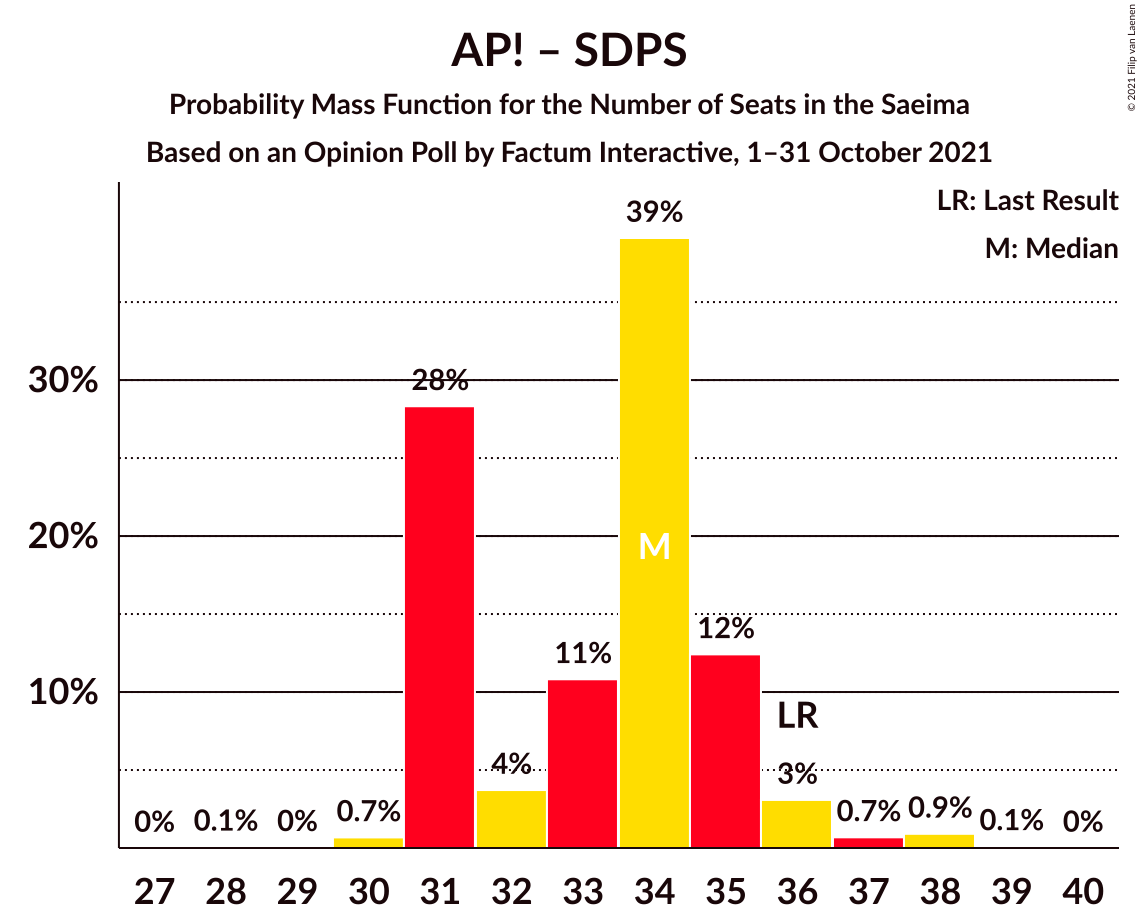 AP! – SDPS
Probability Mass Function for the Number of Seats in the Saeima
Based on an Opinion Poll by Factum Interactive, 1–31 October 2021
© 2021 Filip van Laenen
LR: Last Result
M: Median
39%
30%
28%
20%
M
12%
11%
10%
LR
4%
3%
0%
0.1%
0%
0.7%
0.7%
0.9%
0.1%
0%
27 28 29 30 31 32 33 34 35 36 37 38 39 40